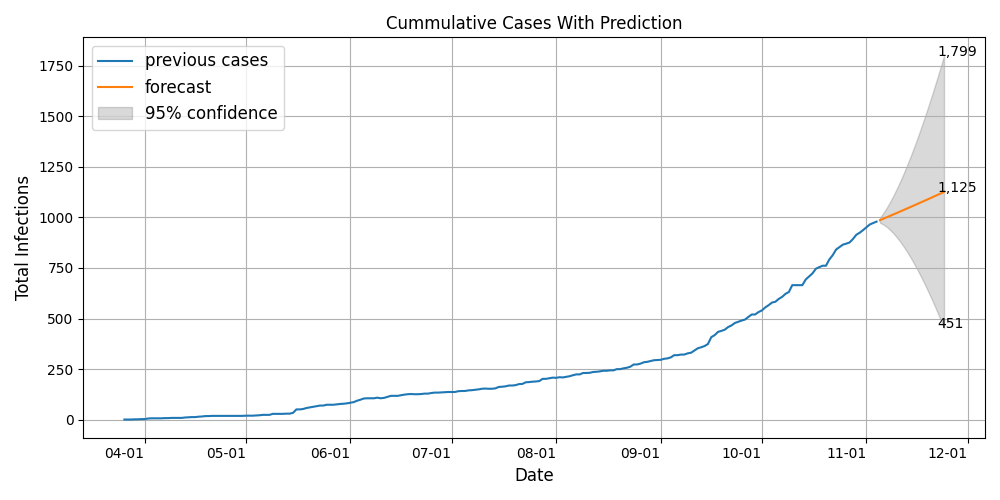 Cummulative Cases With Prediction
previous cases
forecast
95% confidence
1,799
1,125
451
Total Infections
1750
1500
1250
1000
750
500
250
0
04-01 05-01 06-01 07-01 08-01 09-01 10-01 11-01 12-01
Date